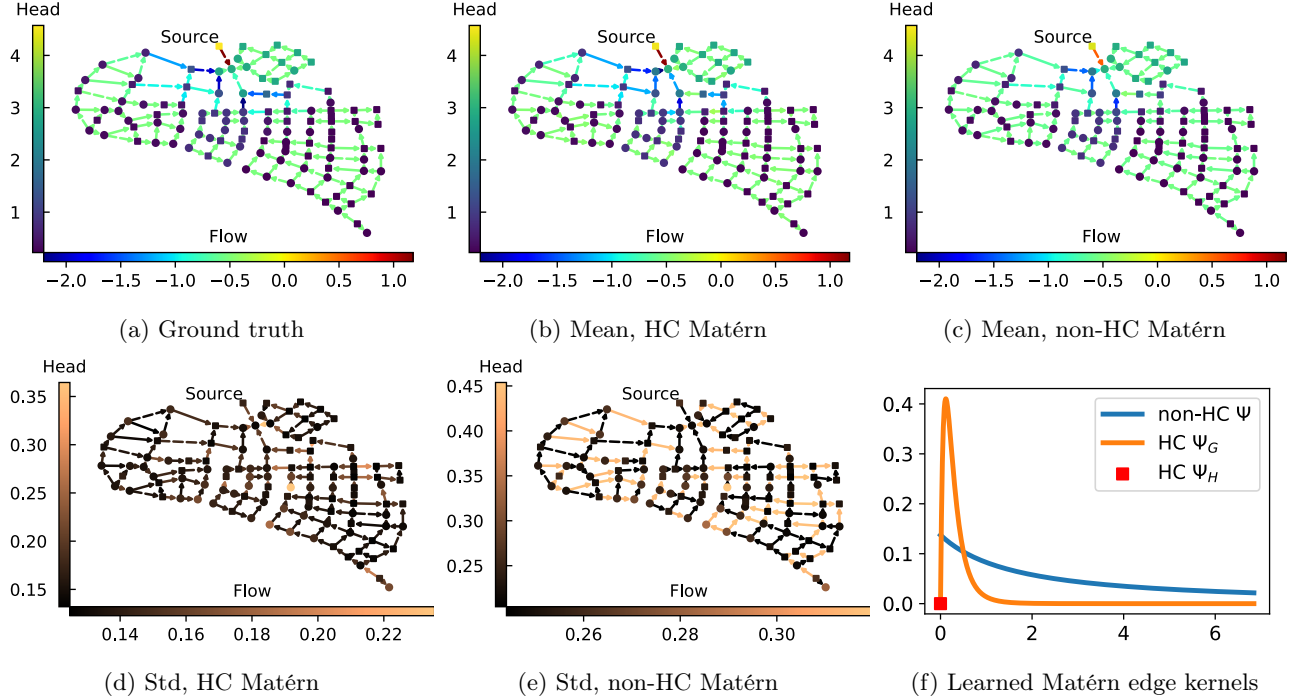 Head
Source
4
3
2
1
Flow
−2.0 −1.5 −1.0 −0.5 0.0 0.5 1.0
(a) Ground truth
Head
Source
4
3
2
1
Flow
−2.0 −1.5 −1.0 −0.5 0.0 0.5 1.0
(b) Mean, HC Matérn
Head
Source
4
3
2
1
Flow
−2.0 −1.5 −1.0 −0.5 0.0 0.5 1.0
(c) Mean, non-HC Matérn
Head
Source
0.35
0.30
0.25
0.20
0.15
Flow
0.14 0.16 0.18 0.20 0.22
(d) Std, HC Matérn
Head
Source
0.45
0.40
0.35
0.30
0.25
Flow
0.26 0.28 0.30
(e) Std, non-HC Matérn
0.4
0.3
0.2
0.1
0.0
non-HC Ψ
HC Ψ_G
HC Ψ_H
0 2 4 6
(f) Learned Matérn edge kernels